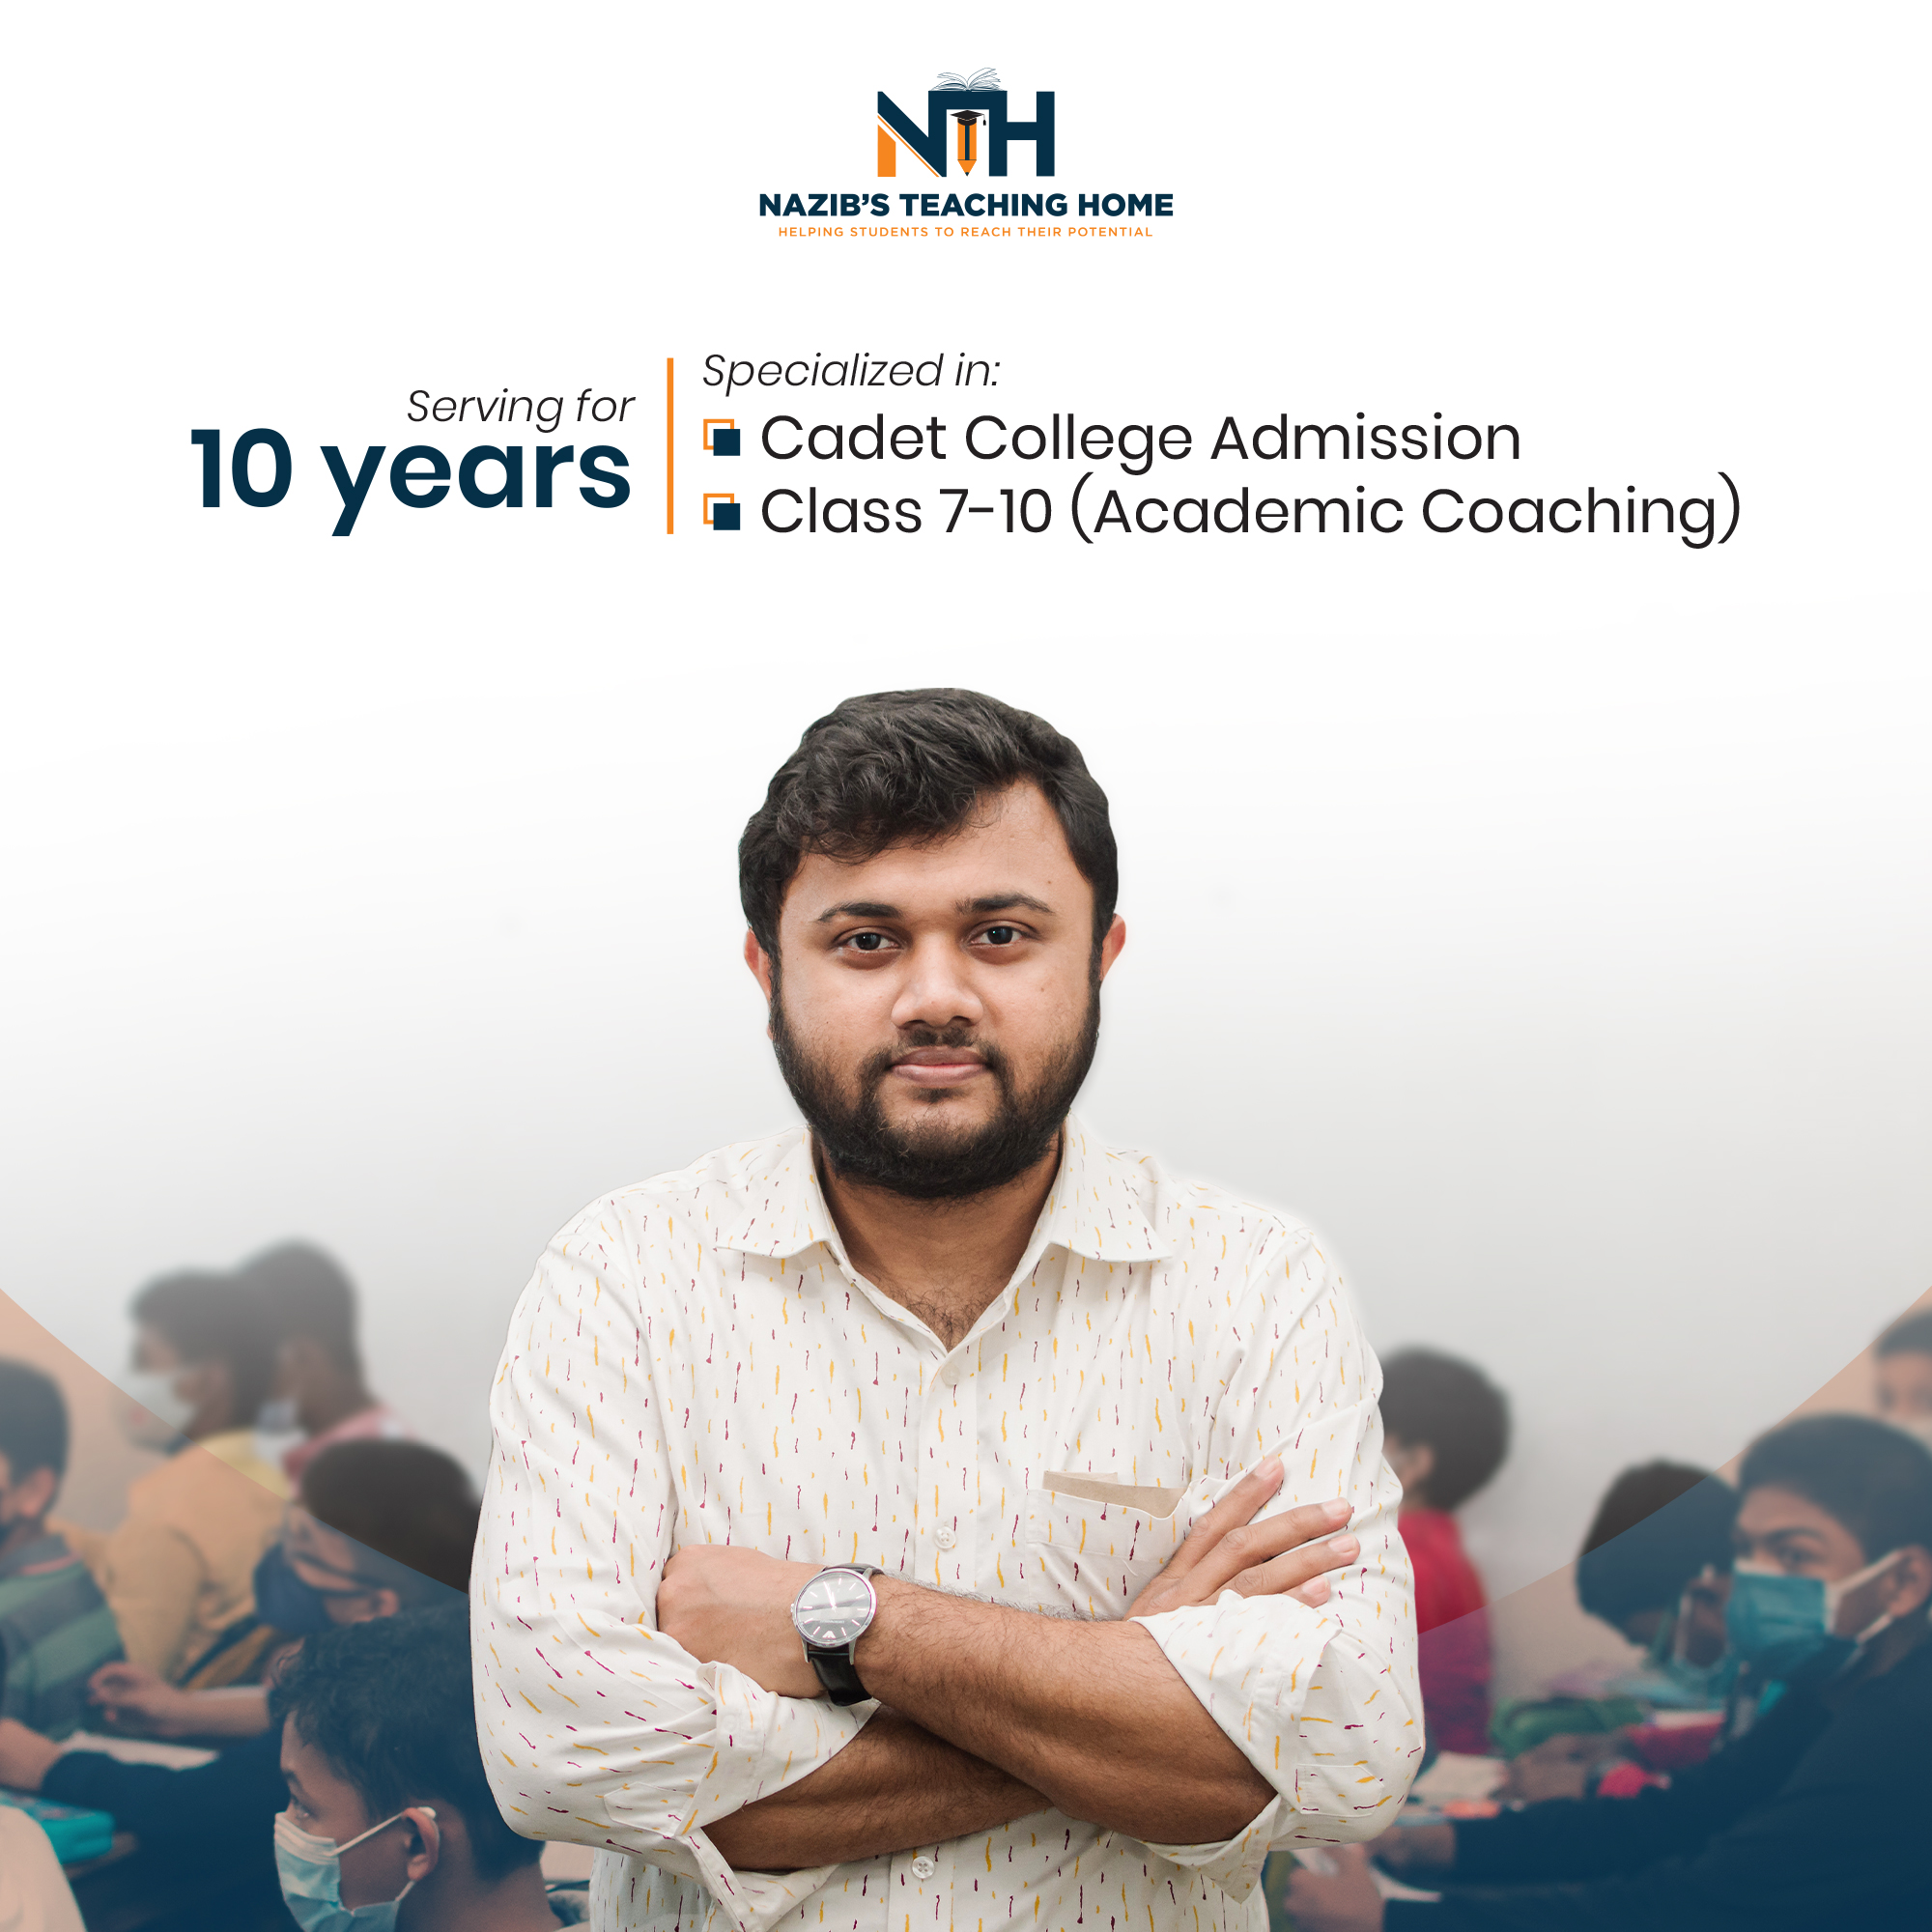 NTH
NAZIB'S TEACHING HOME
HELPING STUDENTS TO REACH THEIR POTENTIAL
Serving for
10 years
Specialized in:
Cadet College Admission
Class 7-10 (Academic Coaching)